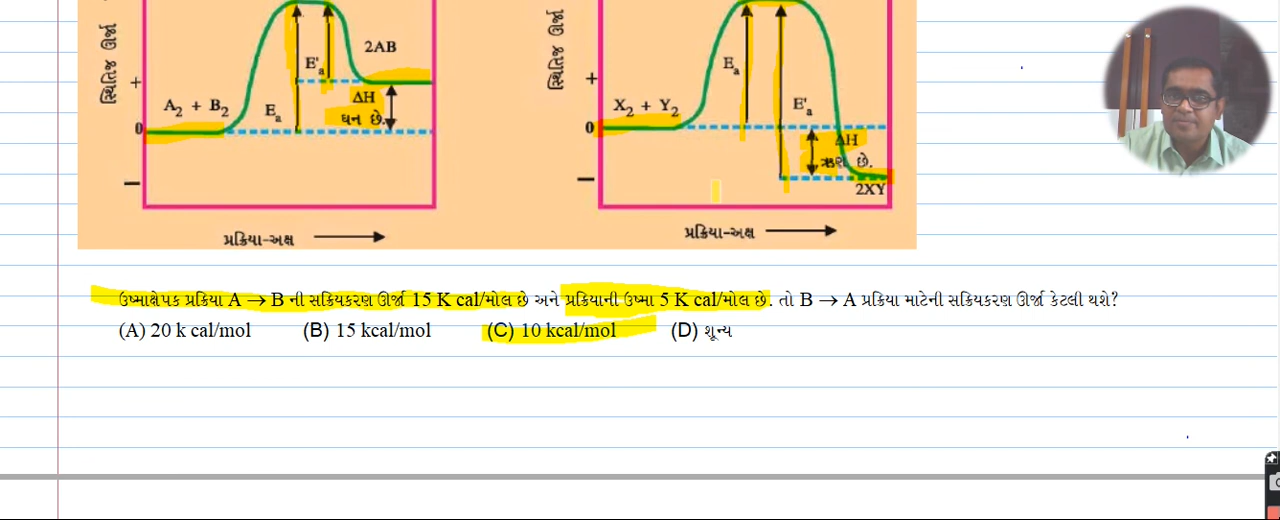 સ્થિતિજ ઊર્જા
+
0
–
A2 + B2
Ea
E'a
2AB
ΔH
ધન છે.
પ્રક્રિયા-અક્ષ
સ્થિતિજ ઊર્જા
+
0
–
X2 + Y2
Ea
E'a
ΔH
ઋણ છે.
2XY
પ્રક્રિયા-અક્ષ
ઉષ્માક્ષેપક પ્રક્રિયા A → B ની સક્રિયકરણ ઊર્જા 15 K cal/મોલ છે અને પ્રક્રિયાની ઉષ્મા 5 K cal/મોલ છે. તો B → A પ્રક્રિયા માટેની સક્રિયકરણ ઊર્જા કેટલી થશે?
(A) 20 k cal/mol (B) 15 kcal/mol (C) 10 kcal/mol (D) શૂન્ય